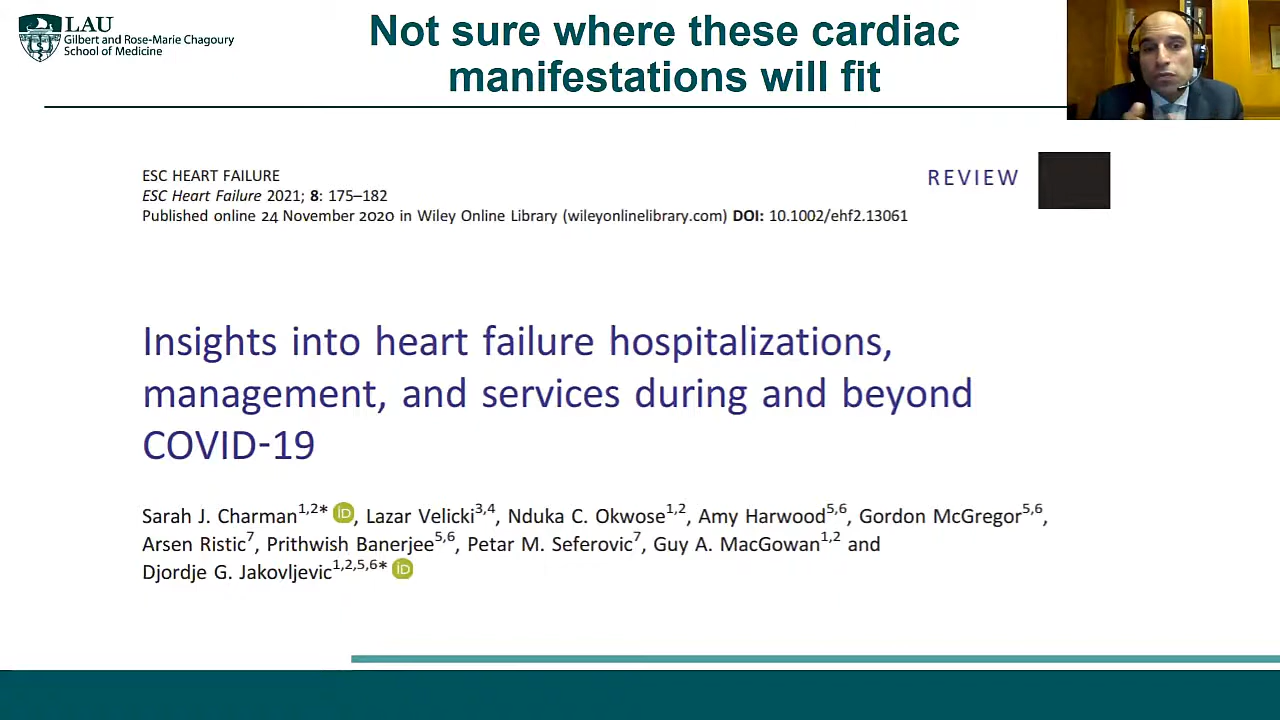 LAU
Gilbert and Rose-Marie Chagoury
School of Medicine
Not sure where these cardiac
manifestations will fit
ESC HEART FAILURE
ESC Heart Failure 2021; 8: 175–182
Published online 24 November 2020 in Wiley Online Library (wileyonlinelibrary.com) DOI: 10.1002/ehf2.13061
REVIEW
Insights into heart failure hospitalizations,
management, and services during and beyond
COVID-19
Sarah J. Charman1,2* iD, Lazar Velicki3,4, Nduka C. Okwose1,2, Amy Harwood5,6, Gordon McGregor5,6,
Arsen Ristic7, Prithwish Banerjee5,6, Petar M. Seferovic7, Guy A. MacGowan1,2 and
Djordje G. Jakovljevic1,2,5,6* iD